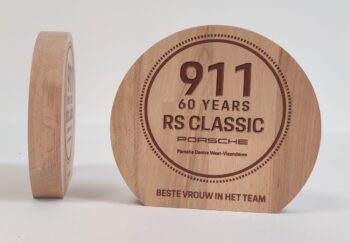 911
60 YEARS
RS CLASSIC
PORSCHE
Porsche Centre West-Vlaanderen
BESTE VROUW IN HET TEAM